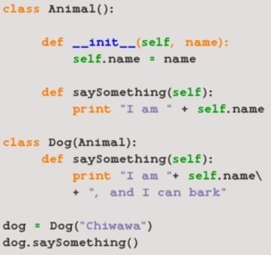 class Animal():
def __init__(self, name):
self.name = name
def saySomething(self):
print "I am " + self.name
class Dog(Animal):
def saySomething(self):
print "I am "+ self.name\
+ ", and I can bark"
dog = Dog("Chiwawa")
dog.saySomething()